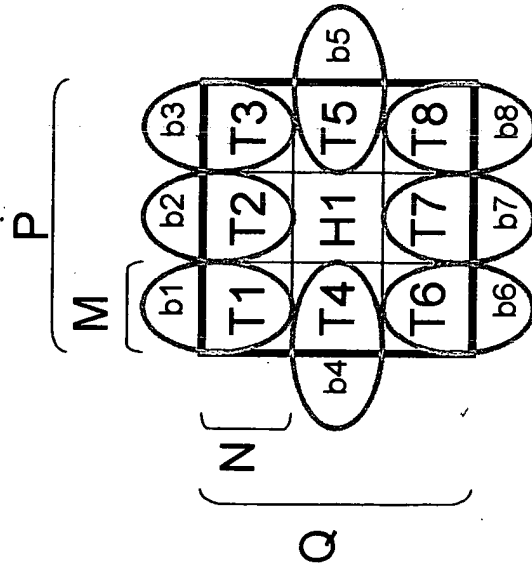 P
M
b1 b2 b3
N T1 T2 T3
b4 T4 H1 T5 b5
Q
T6 T7 T8
b6 b7 b8